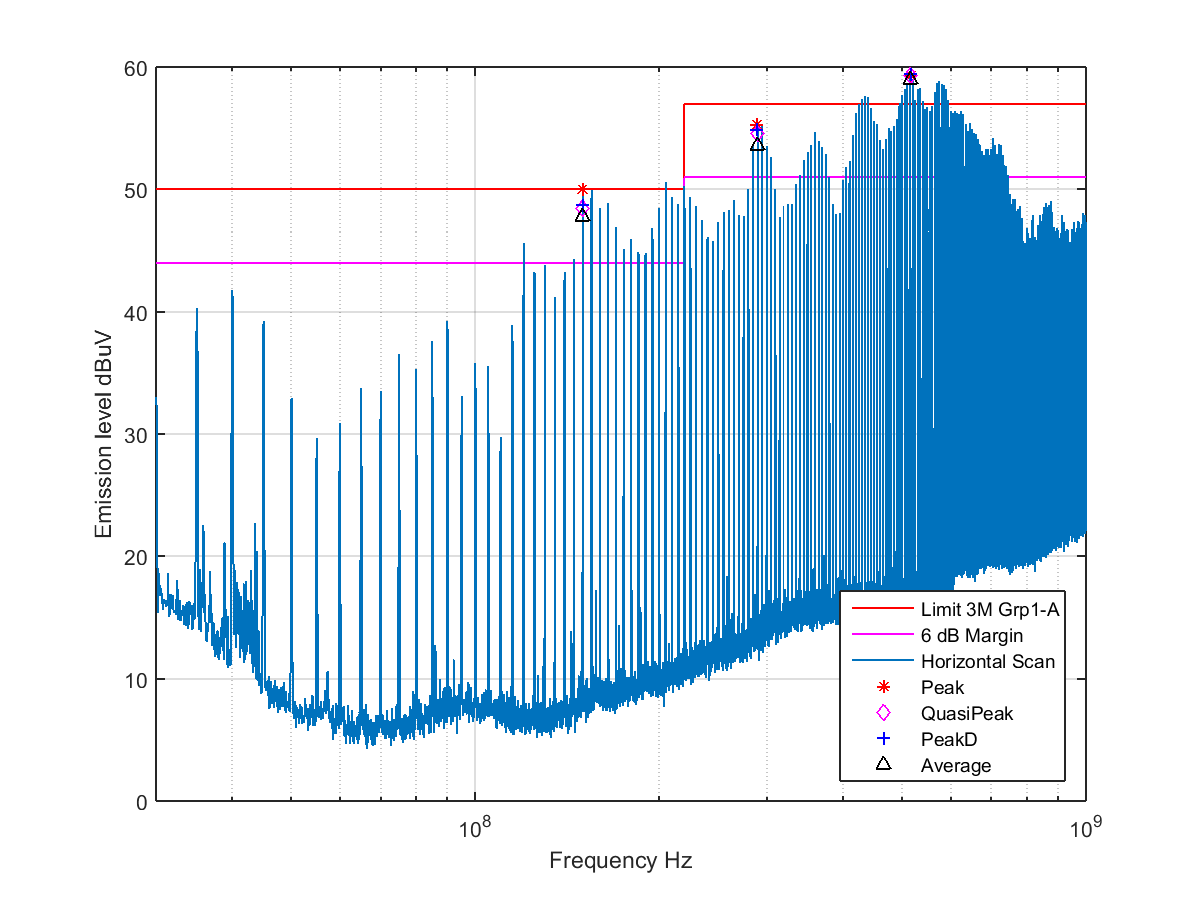 60
50
40
30
20
10
0
Emission level dBuV
10^8
10^9
Frequency Hz
Limit 3M Grp1-A
6 dB Margin
Horizontal Scan
Peak
QuasiPeak
PeakD
Average